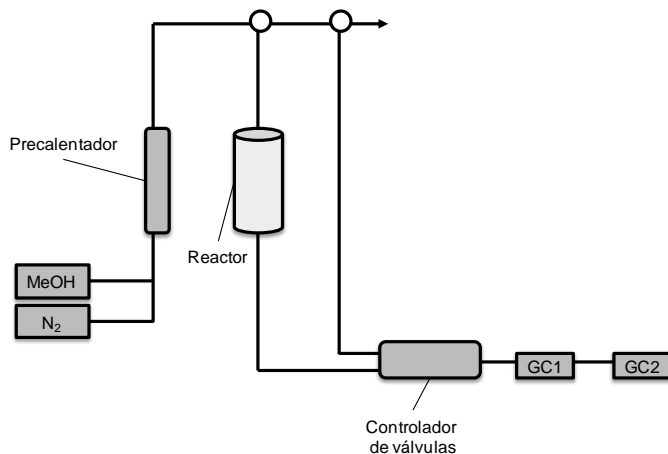 Precalentador
Reactor
MeOH
N₂
GC1
GC2
Controlador
de válvulas